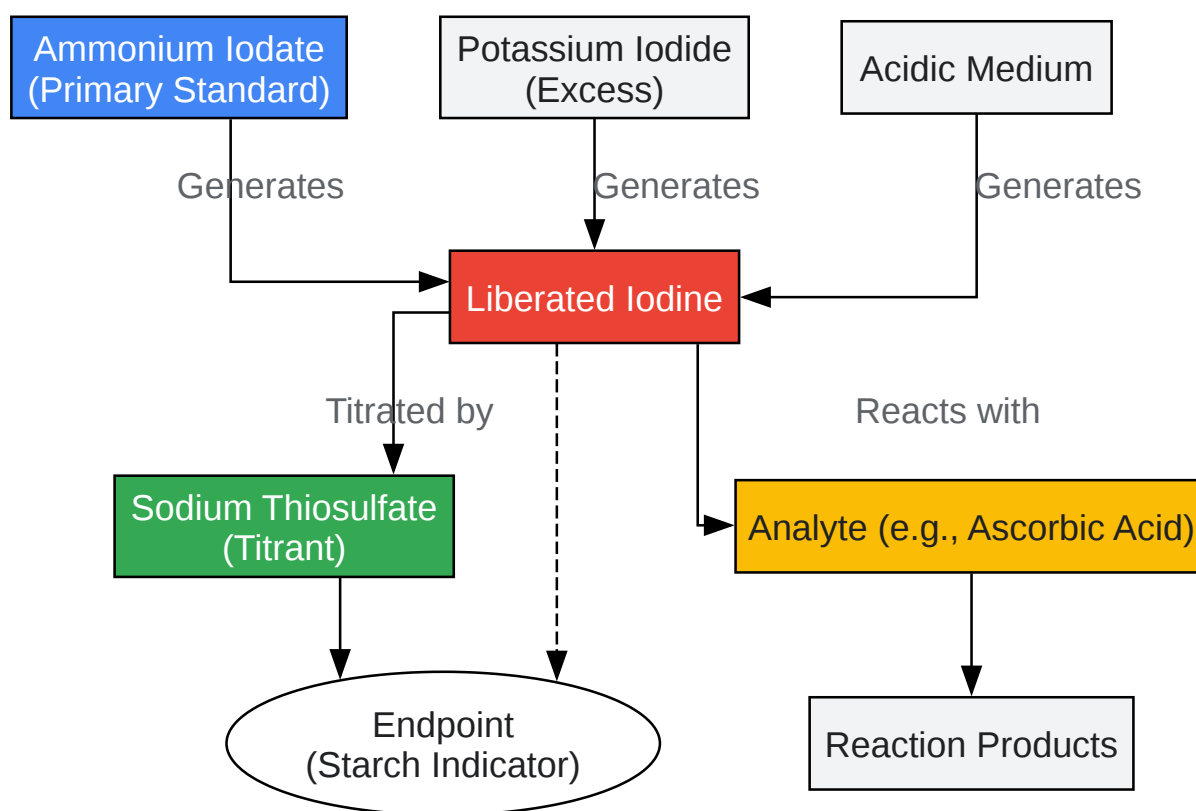 Ammonium Iodate
(Primary Standard)
Potassium Iodide
(Excess)
Acidic Medium
Generates
Generates
Generates
Liberated Iodine
Titrated by
Reacts with
Sodium Thiosulfate
(Titrant)
Analyte (e.g., Ascorbic Acid)
Endpoint
(Starch Indicator)
Reaction Products